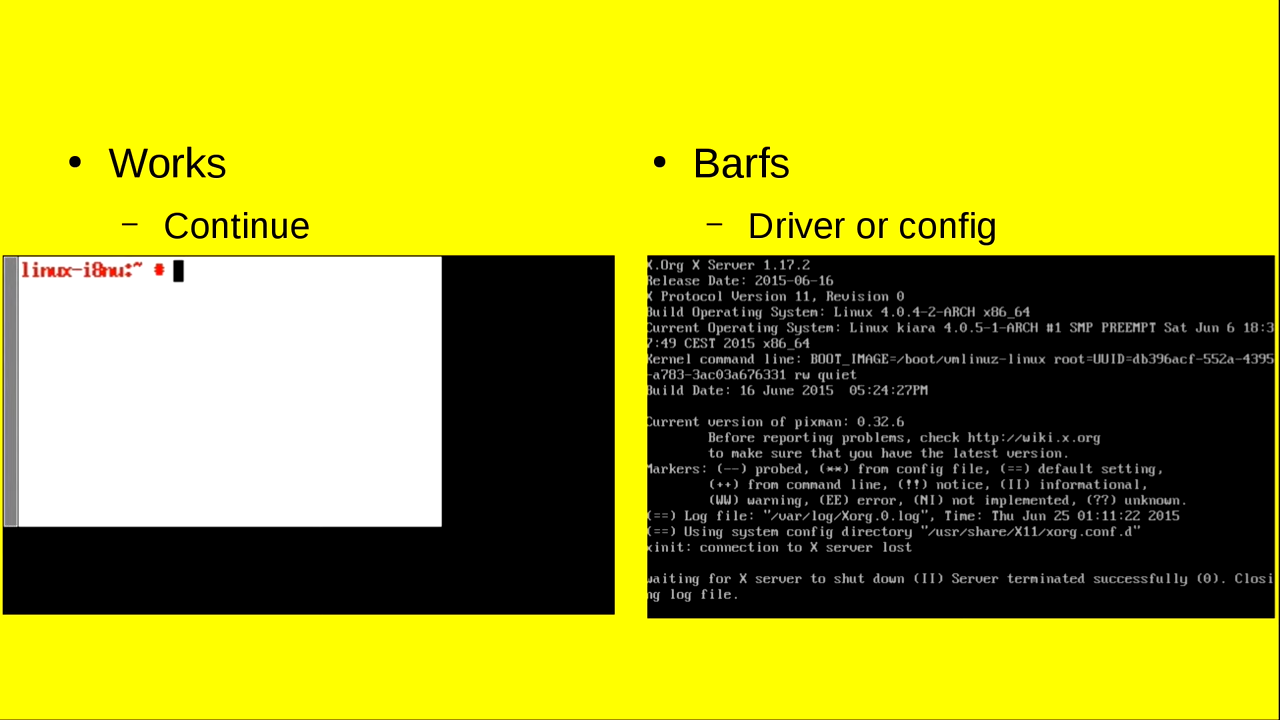 • Works
– Continue
linux-i8nu:~ #
• Barfs
– Driver or config
X.Org X Server 1.17.2
Release Date: 2015-06-16
X Protocol Version 11, Revision 0
Build Operating System: Linux 4.0.4-2-ARCH x86_64
Current Operating System: Linux kiara 4.0.5-1-ARCH #1 SMP PREEMPT Sat Jun 6 18:3
7:49 CEST 2015 x86_64
Kernel command line: BOOT_IMAGE=/boot/vmlinuz-linux root=UUID=db396acf-552a-4395
-a783-3ac03a676331 rw quiet
Build Date: 16 June 2015  05:24:27PM
Current version of pixman: 0.32.6
Before reporting problems, check http://wiki.x.org
to make sure that you have the latest version.
Markers: (--) probed, (**) from config file, (==) default setting,
(++) from command line, (!!) notice, (II) informational,
(WW) warning, (EE) error, (NI) not implemented, (??) unknown.
(==) Log file: "/var/log/Xorg.0.log", Time: Thu Jun 25 01:11:22 2015
(==) Using system config directory "/usr/share/X11/xorg.conf.d"
xinit: connection to X server lost
waiting for X server to shut down (II) Server terminated successfully (0). Closi
ng log file.